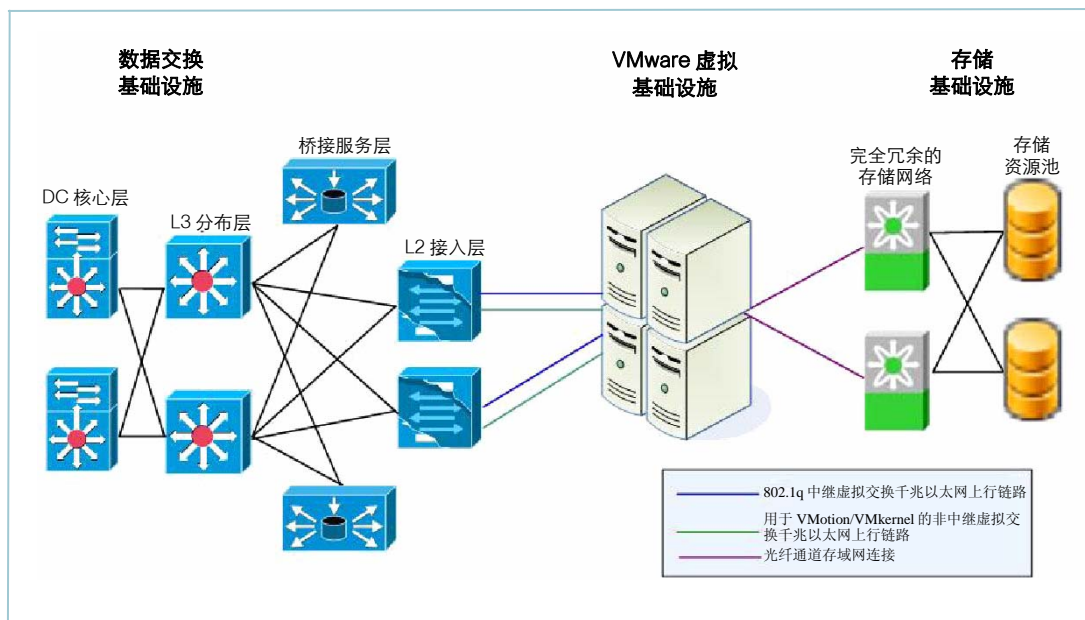 数据交换
基础设施
VMware 虚拟
基础设施
存储
基础设施
桥接服务层
DC 核心层
L3 分布层
L2 接入层
完全冗余的
存储网络
存储
资源池
802.1q 中继虚拟交换千兆以太网上行链路
用于 VMotion/VMkernel 的非中继虚拟交
换千兆以太网上行链路
光纤通道存域网连接